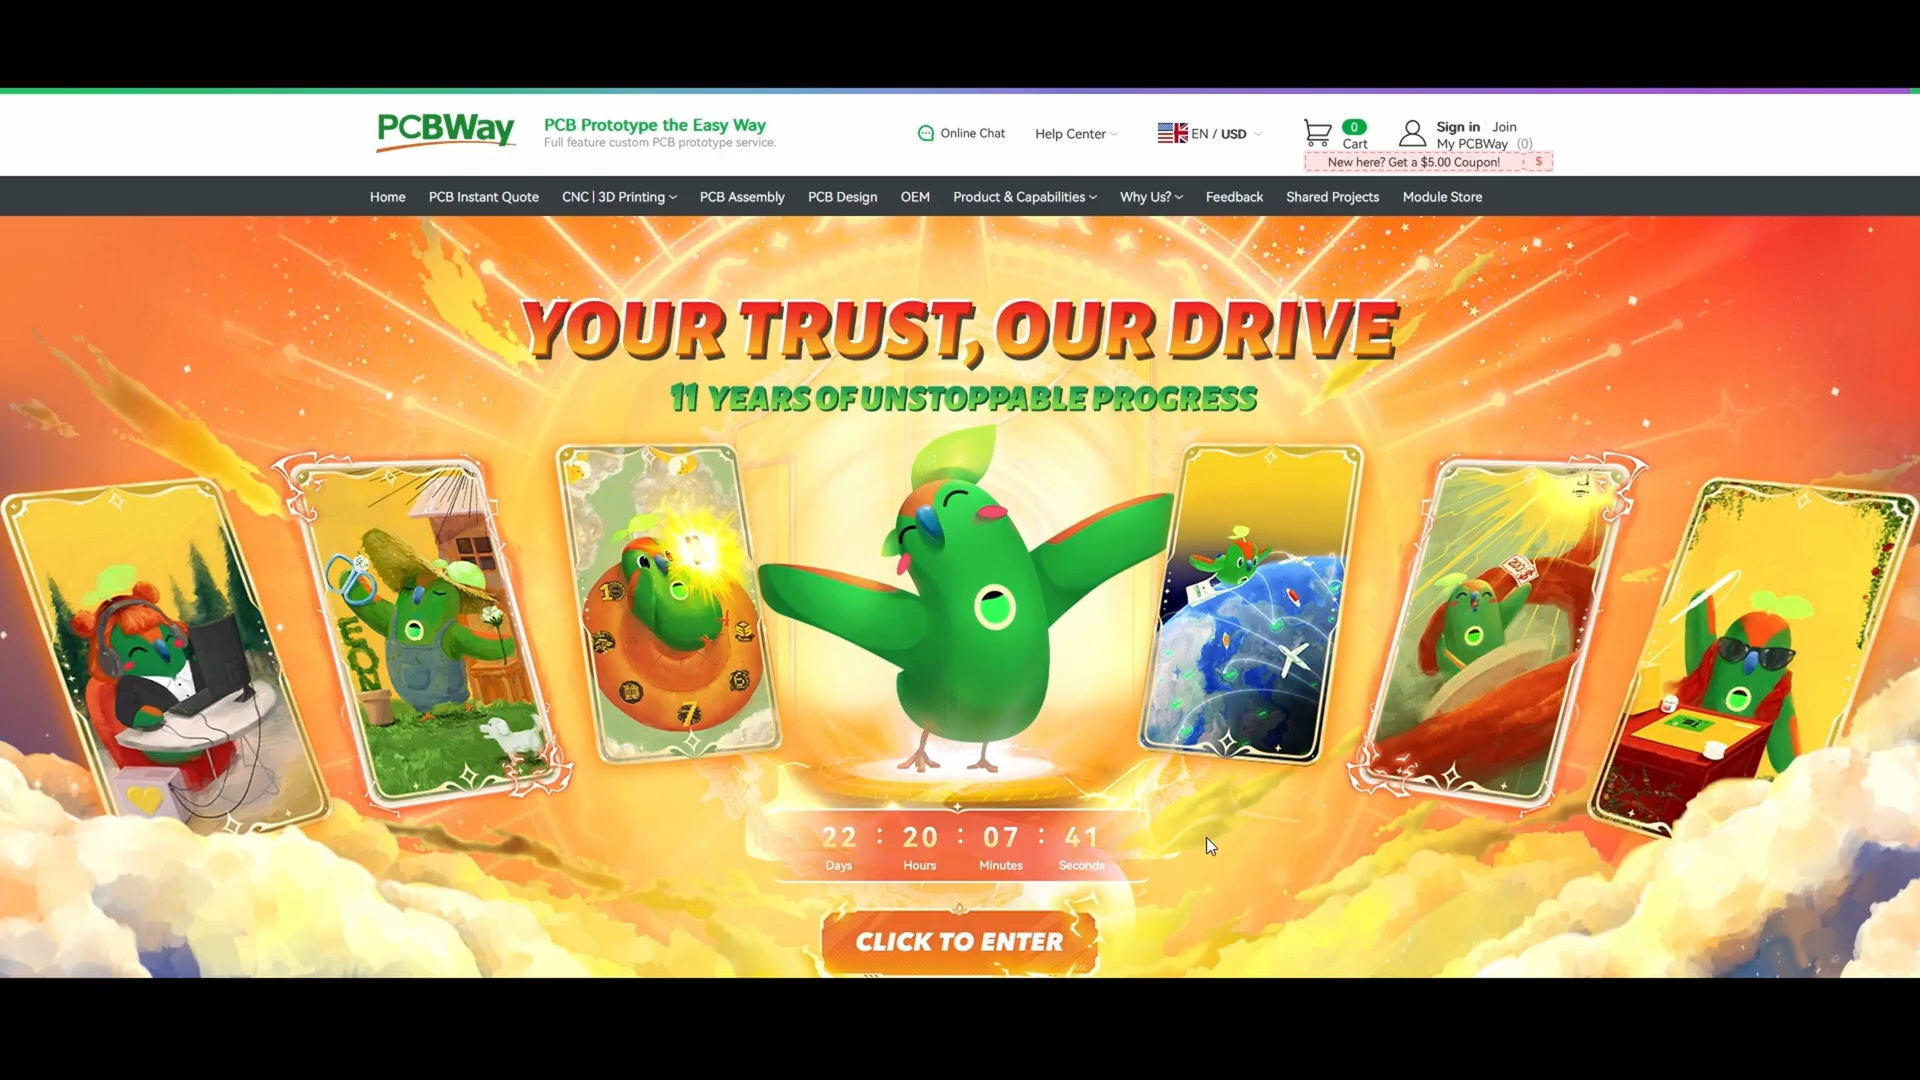 PCBWay
PCB Prototype the Easy Way
Full feature custom PCB prototype service.
Online Chat
Help Center
EN / USD
0
Cart
Sign in Join
My PCBWay (0)
New here? Get a $5.00 Coupon! $
Home PCB Instant Quote CNC | 3D Printing PCB Assembly PCB Design OEM Product & Capabilities Why Us? Feedback Shared Projects Module Store
YOUR TRUST, OUR DRIVE
11 YEARS OF UNSTOPPABLE PROGRESS
7
22 : 20 : 07 : 41
Days Hours Minutes Seconds
CLICK TO ENTER